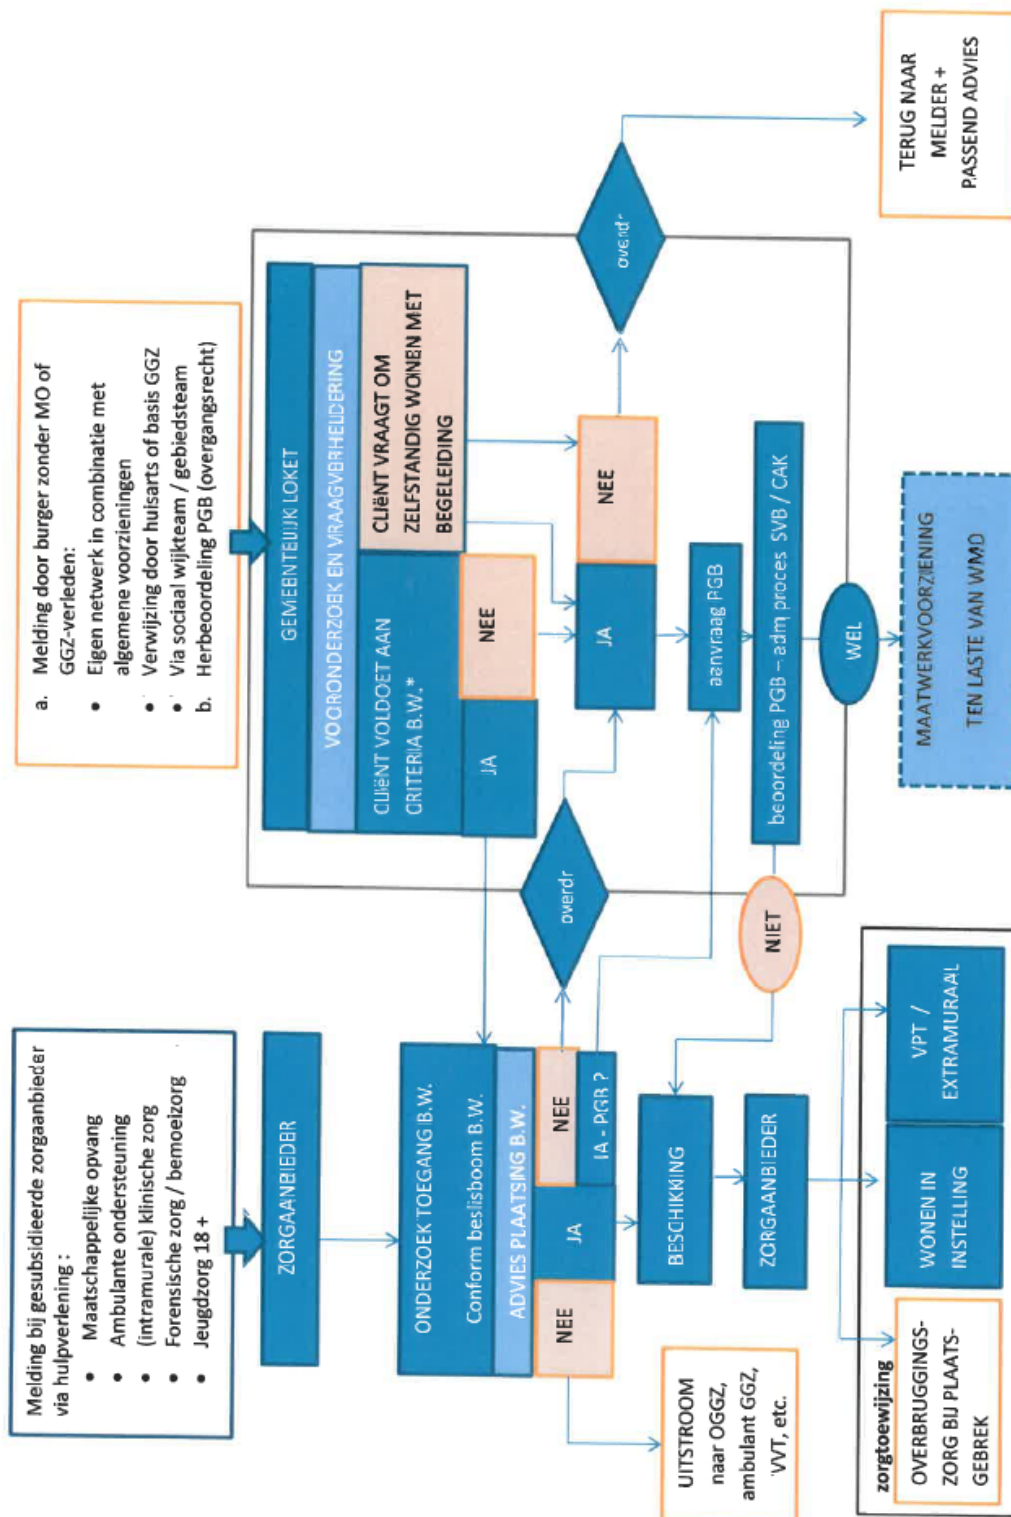 Melding bij gesubsidieerde zorgaanbieder
via hulpverlening :
• Maatschappelijke opvang
• Ambulante ondersteuning
(intramurale) klinische zorg
• Forensische zorg / bemoeizorg
• Jeugdzorg 18 +
ZORGAANBIEDER
ONDERZOEK TOEGANG B.W.
Conform beslisboom B.W.
ADVIES PLAATSING B.W.
NEE
JA
NEE
JA - PGB ?
UITSTROOM
naar OGGZ,
ambulant GGZ,
VVT, etc.
BESCHIKKING
ZORGAANBIEDER
zorgtoewijzing
OVERBRUGGINGS-
ZORG BIJ PLAATS-
GEBREK
WONEN IN
INSTELLING
VPT /
EXTRAMURAAL
a. Melding door burger zonder MO of
GGZ-verleden:
• Eigen netwerk in combinatie met
algemene voorzieningen
• Verwijzing door huisarts of basis GGZ
• Via sociaal wijkteam / gebiedsteam
b. Herbeoordeling PGB (overgangsrecht)
GEMEENTELIJK LOKET
VOORONDERZOEK EN VRAAGVERHELDERING
CLIËNT VOLDOET AAN
CRITERIA B.W.*
CLIËNT VRAAGT OM
ZELFSTANDIG WONEN MET
BEGELEIDING
JA
NEE
overdr
JA
NEE
overdr
aanvraag PGB
beoordeling PGB – adm proces SVB / CAK
NIET
WEL
MAATWERKVOORZIENING
TEN LASTE VAN WMO
TERUG NAAR
MELDER +
PASSEND ADVIES